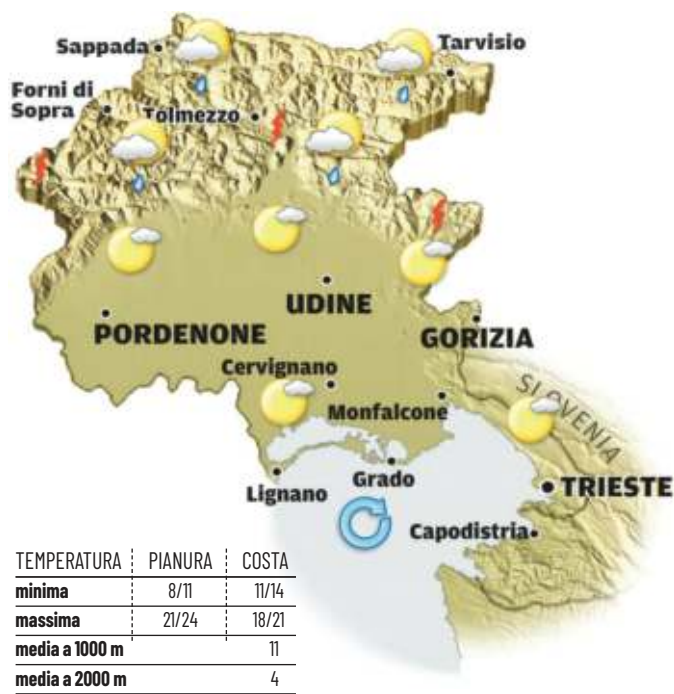 Sappada
Tarvisio
Forni di
Sopra
Tolmezzo
UDINE
PORDENONE
GORIZIA
Cervignano
SLOVENIA
Monfalcone
Lignano
Grado
TRIESTE
Capodistria
TEMPERATURA PIANURA COSTA
minima 8/11 11/14
massima 21/24 18/21
media a 1000 m 11
media a 2000 m 4